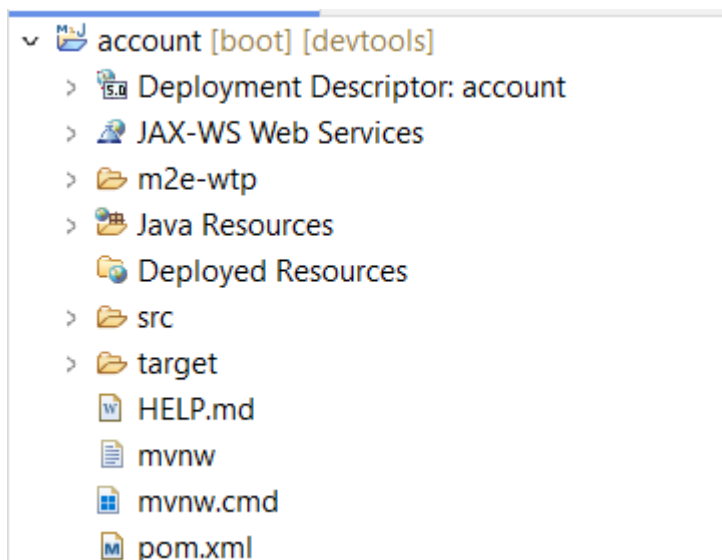 account [boot] [devtools]
Deployment Descriptor: account
JAX-WS Web Services
m2e-wtp
Java Resources
Deployed Resources
src
target
HELP.md
mvnw
mvnw.cmd
pom.xml